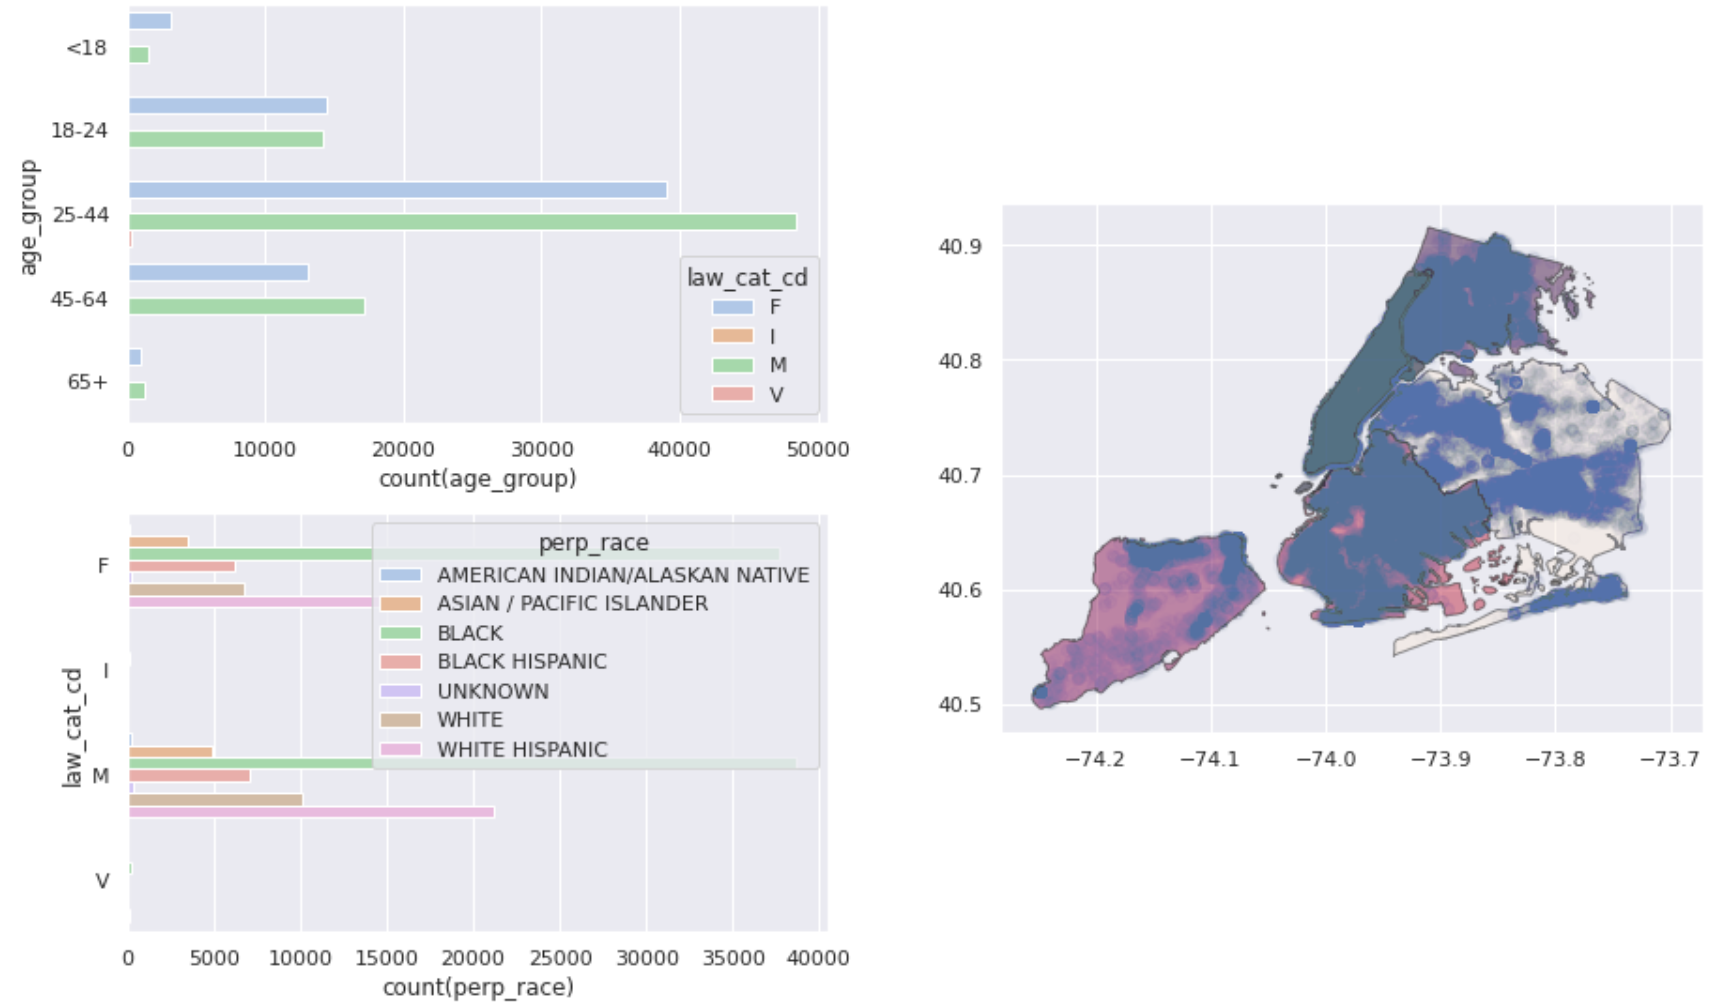 age_group
<18
18-24
25-44
45-64
65+
law_cat_cd
F
I
M
V
0 10000 20000 30000 40000 50000
count(age_group)
law_cat_cd
F
I
M
V
perp_race
AMERICAN INDIAN/ALASKAN NATIVE
ASIAN / PACIFIC ISLANDER
BLACK
BLACK HISPANIC
UNKNOWN
WHITE
WHITE HISPANIC
0 5000 10000 15000 20000 25000 30000 35000 40000
count(perp_race)
40.9
40.8
40.7
40.6
40.5
−74.2 −74.1 −74.0 −73.9 −73.8 −73.7